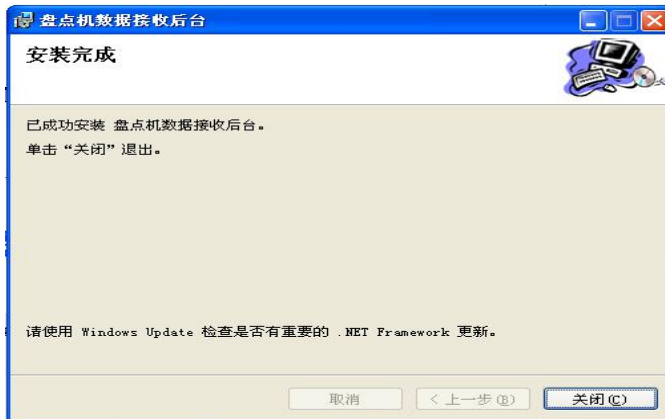 盘点机数据接收后台
安装完成
已成功安装 盘点机数据接收后台。
单击“关闭”退出。
请使用 Windows Update 检查是否有重要的 .NET Framework 更新。
取消
< 上一步(B)
关闭(C)